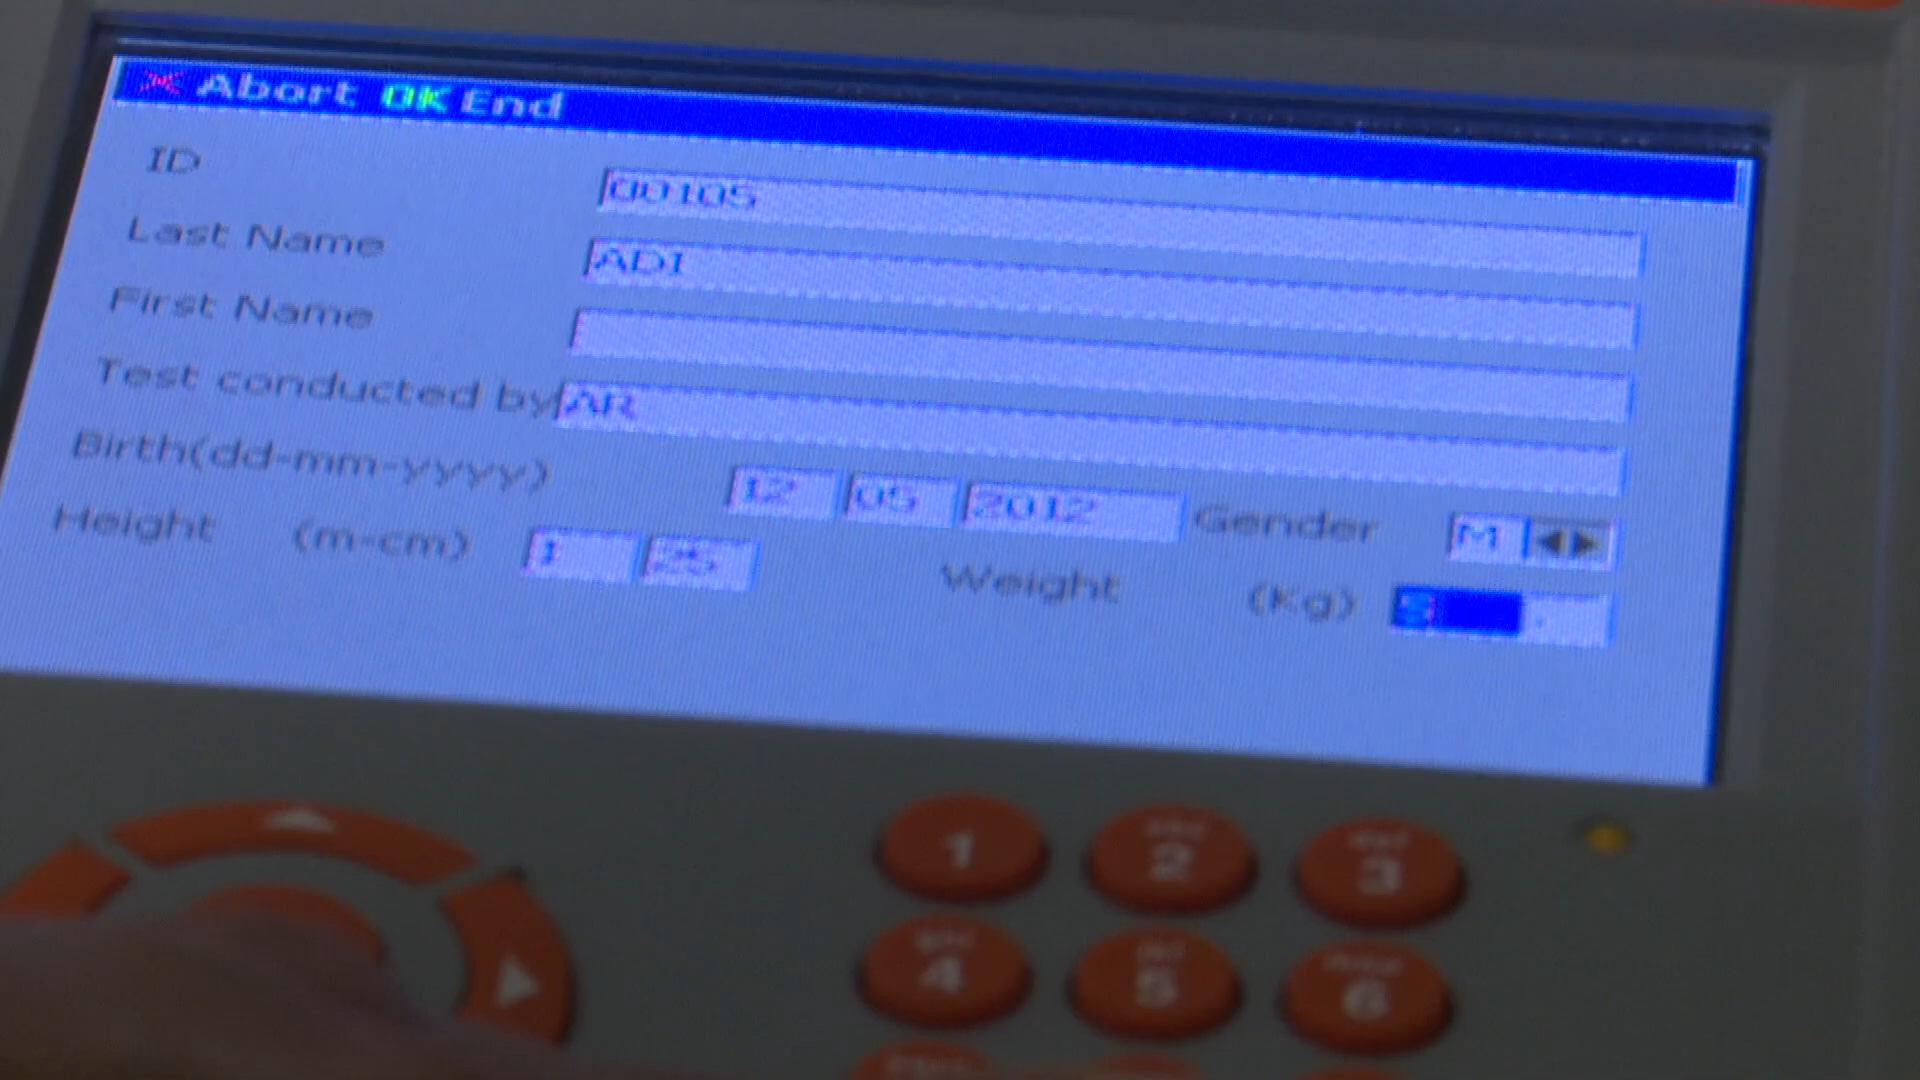 Abort OK End
ID 00105
Last Name ADI
First Name
Test conducted by AR
Birth(dd-mm-yyyy) 12 05 2012 Gender M
Height (m-cm) 1 25 Weight (Kg) .
1 2 3
4 5 6